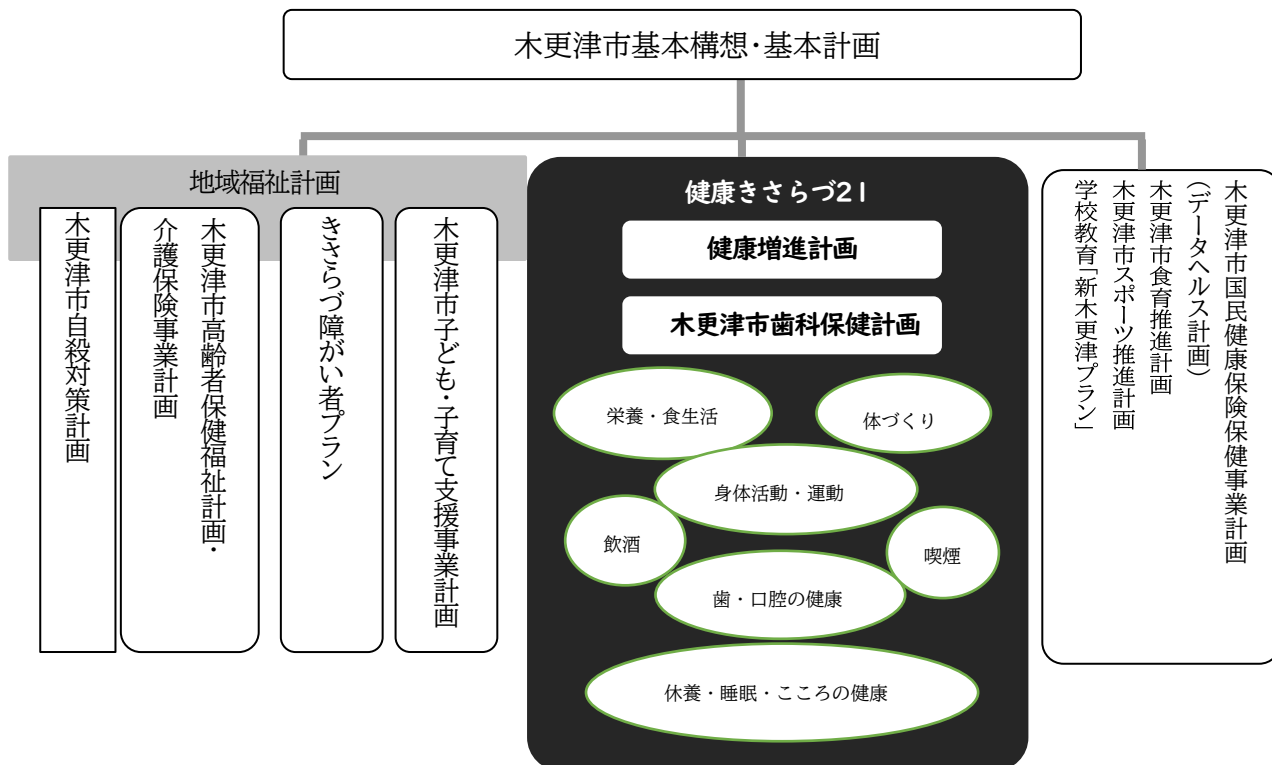 木更津市基本構想・基本計画
地域福祉計画
木更津市自殺対策計画
木更津市高齢者保健福祉計画・
介護保険事業計画
きさらづ障がい者プラン
木更津市子ども・子育て支援事業計画
健康きさらづ21
健康増進計画
木更津市歯科保健計画
栄養・食生活
体づくり
身体活動・運動
飲酒
喫煙
歯・口腔の健康
休養・睡眠・こころの健康
木更津市国民健康保険保健事業計画
(データヘルス計画)
木更津市食育推進計画
木更津市スポーツ推進計画
学校教育「新木更津プラン」